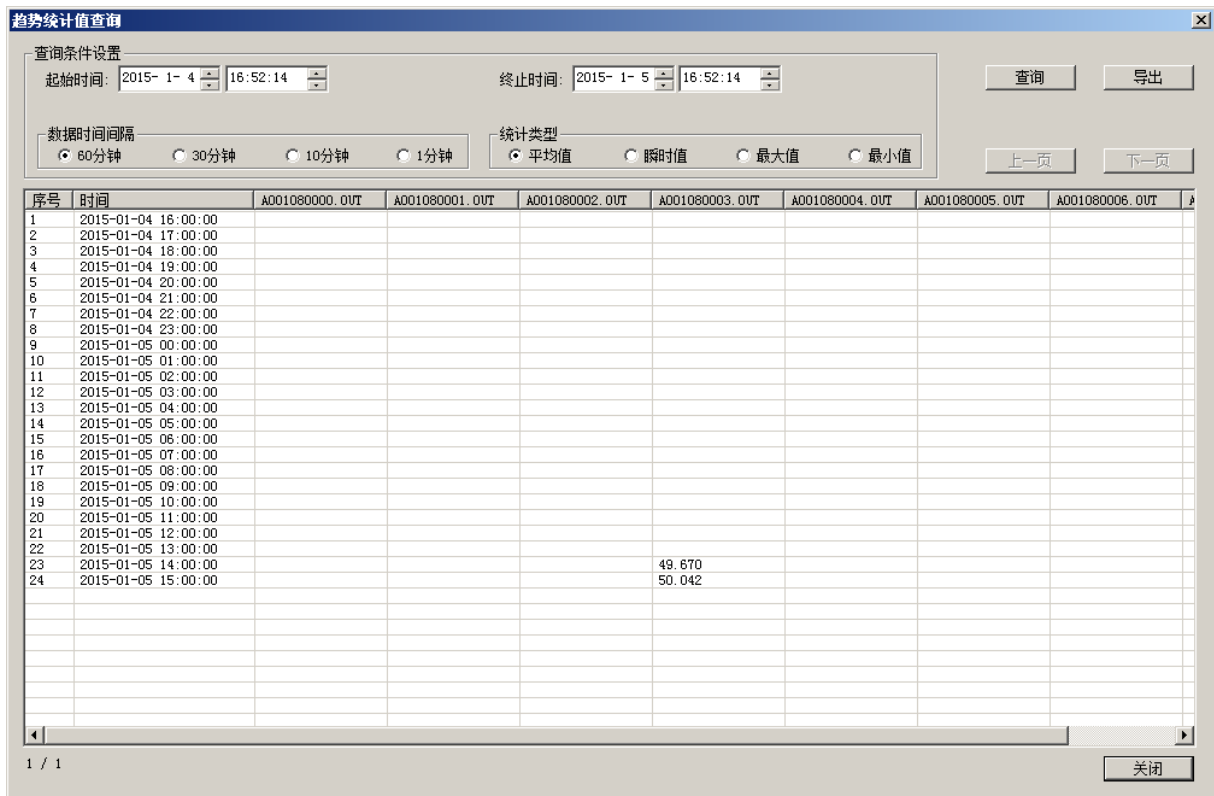 趋势统计值查询
查询条件设置
起始时间: 2015- 1- 4 16:52:14 终止时间: 2015- 1- 5 16:52:14 查询 导出
数据时间间隔 统计类型
60分钟 30分钟 10分钟 1分钟 平均值 瞬时值 最大值 最小值 上一页 下一页
序号 时间 A001080000.OUT A001080001.OUT A001080002.OUT A001080003.OUT A001080004.OUT A001080005.OUT A001080006.OUT
1 2015-01-04 16:00:00
2 2015-01-04 17:00:00
3 2015-01-04 18:00:00
4 2015-01-04 19:00:00
5 2015-01-04 20:00:00
6 2015-01-04 21:00:00
7 2015-01-04 22:00:00
8 2015-01-04 23:00:00
9 2015-01-05 00:00:00
10 2015-01-05 01:00:00
11 2015-01-05 02:00:00
12 2015-01-05 03:00:00
13 2015-01-05 04:00:00
14 2015-01-05 05:00:00
15 2015-01-05 06:00:00
16 2015-01-05 07:00:00
17 2015-01-05 08:00:00
18 2015-01-05 09:00:00
19 2015-01-05 10:00:00
20 2015-01-05 11:00:00
21 2015-01-05 12:00:00
22 2015-01-05 13:00:00
23 2015-01-05 14:00:00 49.670
24 2015-01-05 15:00:00 50.042
1 / 1 关闭